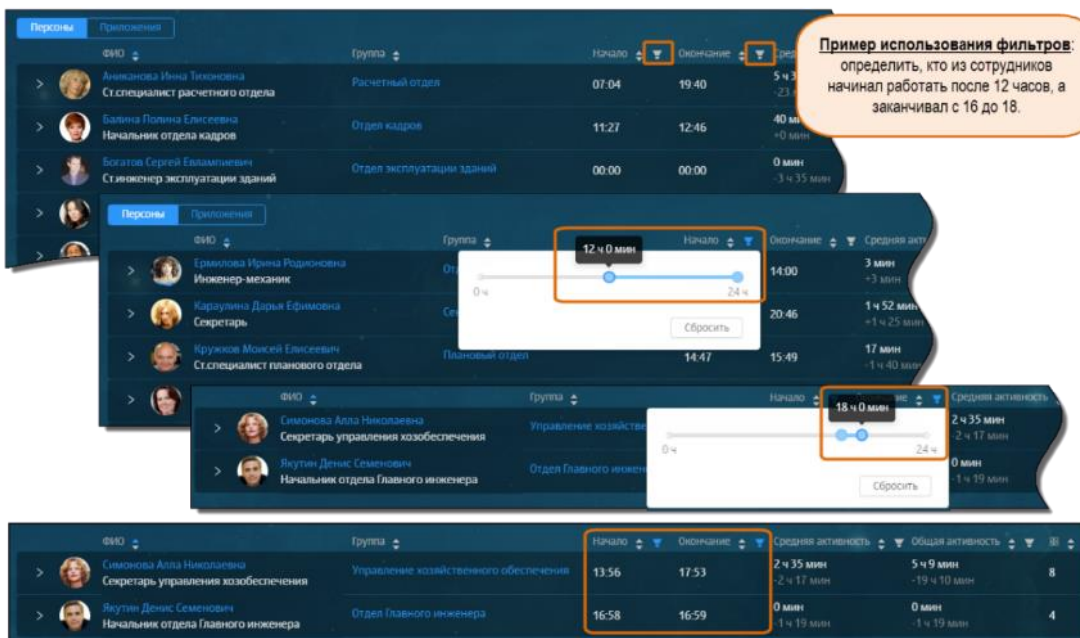 Персоны Приложения
ФИО Группа Начало Окончание
Аниканова Инна Тихоновна Расчетный отдел 07:04 19:40
Ст.специалист расчетного отдела
Балина Полина Елисеевна Отдел кадров 11:27 12:46
Начальник отдела кадров +0 мин
Богатов Сергей Евлампиевич Отдел эксплуатации зданий 00:00 00:00 0 мин
Ст.инженер эксплуатации зданий -3 ч 35 мин
Пример использования фильтров:
определить, кто из сотрудников
начинал работать после 12 часов, а
заканчивал с 16 до 18.
Персоны Приложения
ФИО Группа Начало Окончание Средняя
12 ч 0 мин
0 ч 24 ч
Сбросить
Ермилова Ирина Родионовна 14:00 3 мин
Инженер-механик +3 мин
Караулина Дарья Ефимовна 20:46 1 ч 52 мин
Секретарь +1 ч 25 мин
Кружков Моисей Елисеевич Плановый отдел 14:47 15:49 17 мин
Ст.специалист планового отдела -1 ч 40 мин
ФИО Группа Начало Средняя активность
18 ч 0 мин
0 ч 24 ч
Сбросить
Симонова Алла Николаевна Управление 2 ч 35 мин
Секретарь управления хозобеспечения -2 ч 17 мин
Якутин Денис Семенович Отдел Главного 0 мин
Начальник отдела Главного инженера -1 ч 19 мин
ФИО Группа Начало Окончание Средняя активность Общая активность
Симонова Алла Николаевна Управление хозяйственного обеспечения 13:56 17:53 2 ч 35 мин 5 ч 9 мин 8
Секретарь управления хозобеспечения -2 ч 17 мин -19 ч 10 мин
Якутин Денис Семенович Отдел Главного инженера 16:58 16:59 0 мин 0 мин 4
Начальник отдела Главного инженера -1 ч 19 мин -1 ч 19 мин